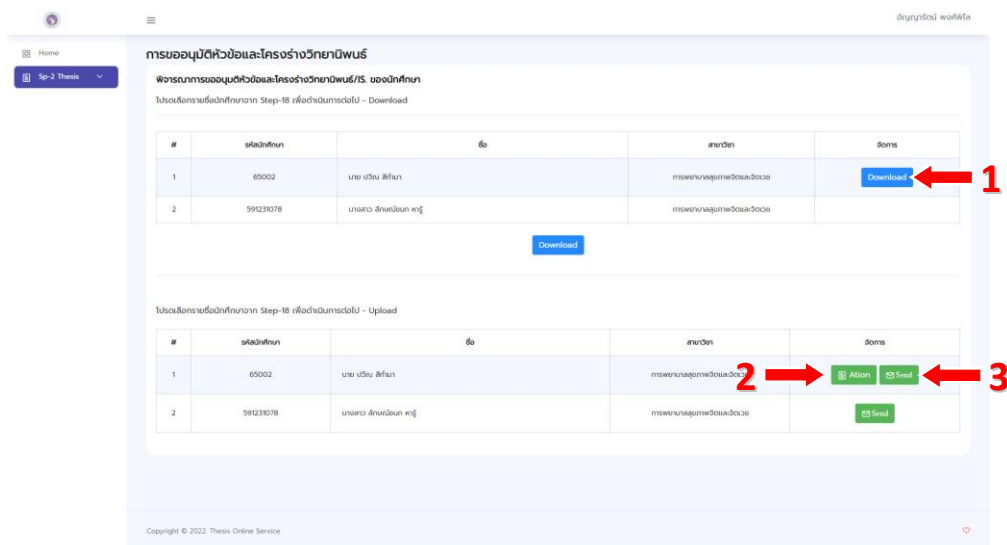 อัญญารัตน์ พงศ์พิไล
Home
Sp-2 Thesis
การขออนุมัติหัวข้อและโครงร่างวิทยานิพนธ์
พิจารณาการขออนุมติหัวข้อและโครงร่างวิทยานิพนธ์/IS. ของนักศึกษา
โปรดเลือกรายชื่อนักศึกษาจาก Step-18 เพื่อดำเนินการต่อไป - Download
# รหัสนักศึกษา ชื่อ สาขาวิชา จัดการ
1 65002 นาย ปวีณ สีทำมา การพยาบาลสุขภาพจิตและจิตเวช Download 1
2 591231078 นางสาว ลักษณ์ชนก หารู้ การพยาบาลสุขภาพจิตและจิตเวช
Download
โปรดเลือกรายชื่อนักศึกษาจาก Step-18 เพื่อดำเนินการต่อไป - Upload
# รหัสนักศึกษา ชื่อ สาขาวิชา จัดการ
1 65002 นาย ปวีณ สีทำมา การพยาบาลสุขภาพจิตและจิตเวช 2 Ation Send 3
2 591231078 นางสาว ลักษณ์ชนก หารู้ การพยาบาลสุขภาพจิตและจิตเวช Send
Copyright © 2022. Thesis Online Service